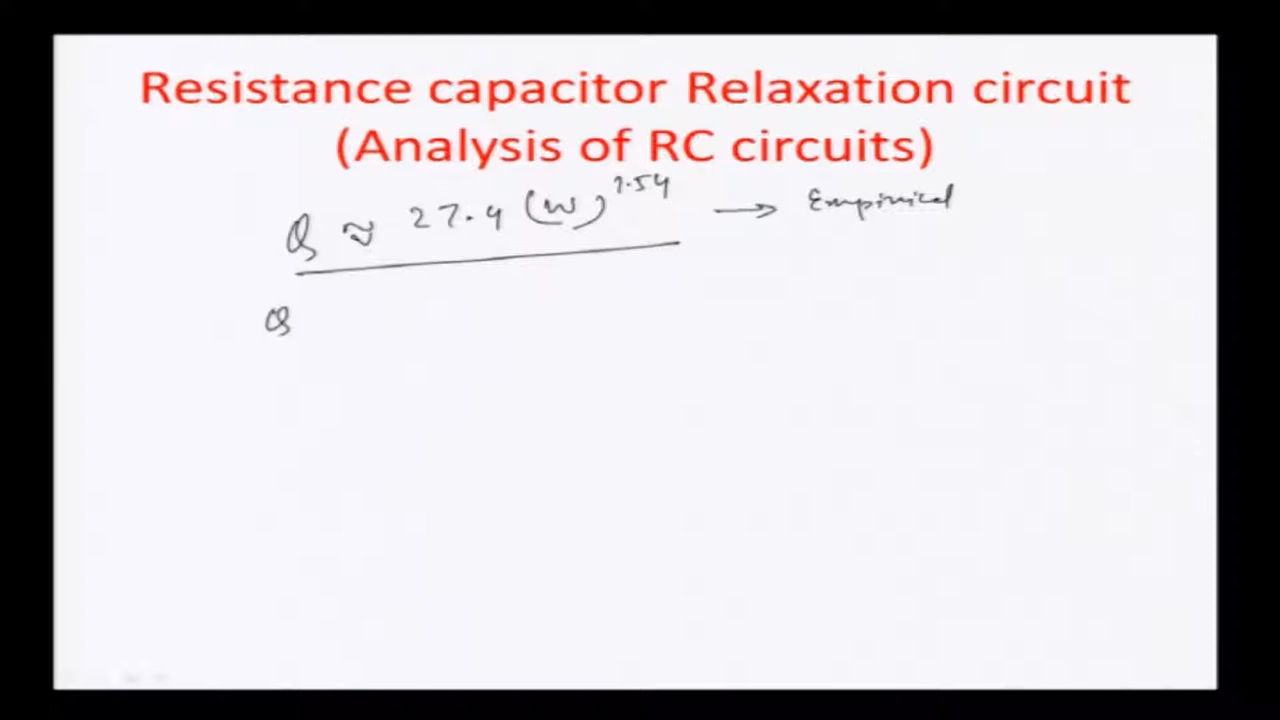 Resistance capacitor Relaxation circuit
(Analysis of RC circuits)
Q ≈ 27.4 (W)^1.54 → Empirical
Q